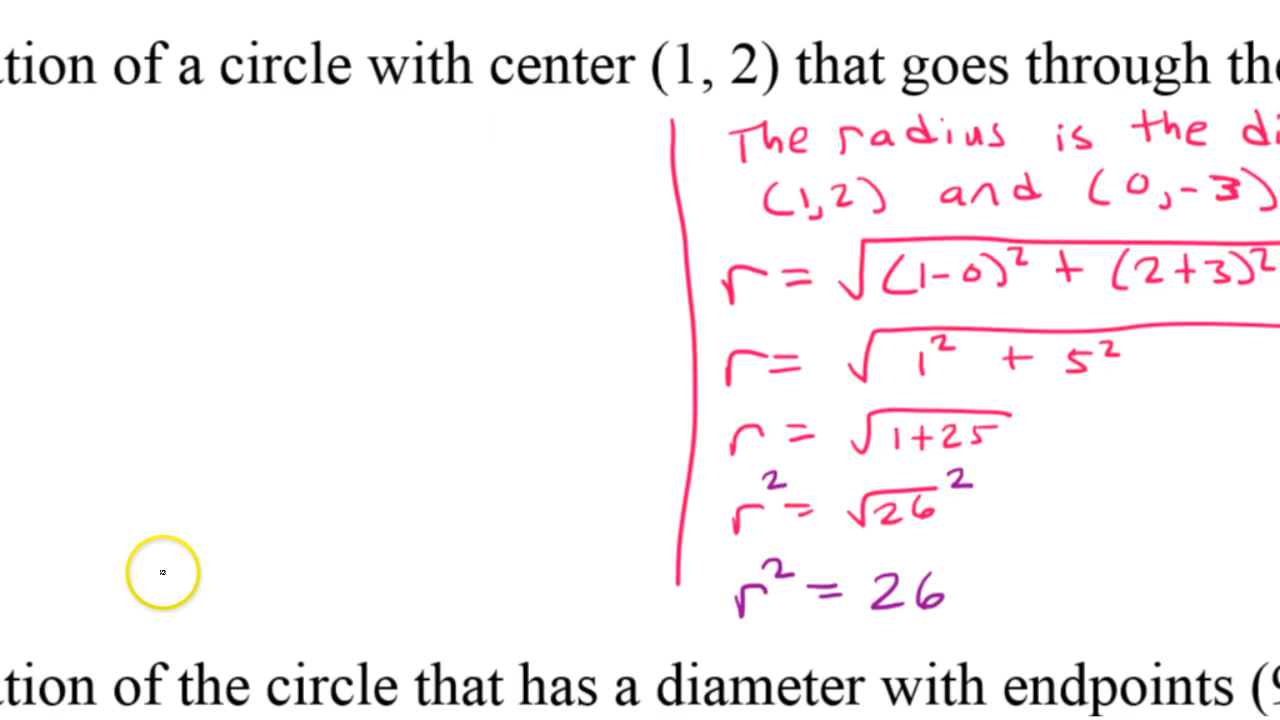 tion of a circle with center (1, 2) that goes through the
The radius is the di
(1,2) and (0,-3)
r = √(1-0)² + (2+3)²
r = √1² + 5²
r = √1+25
r² = √26²
r² = 26
tion of the circle that has a diameter with endpoints (9